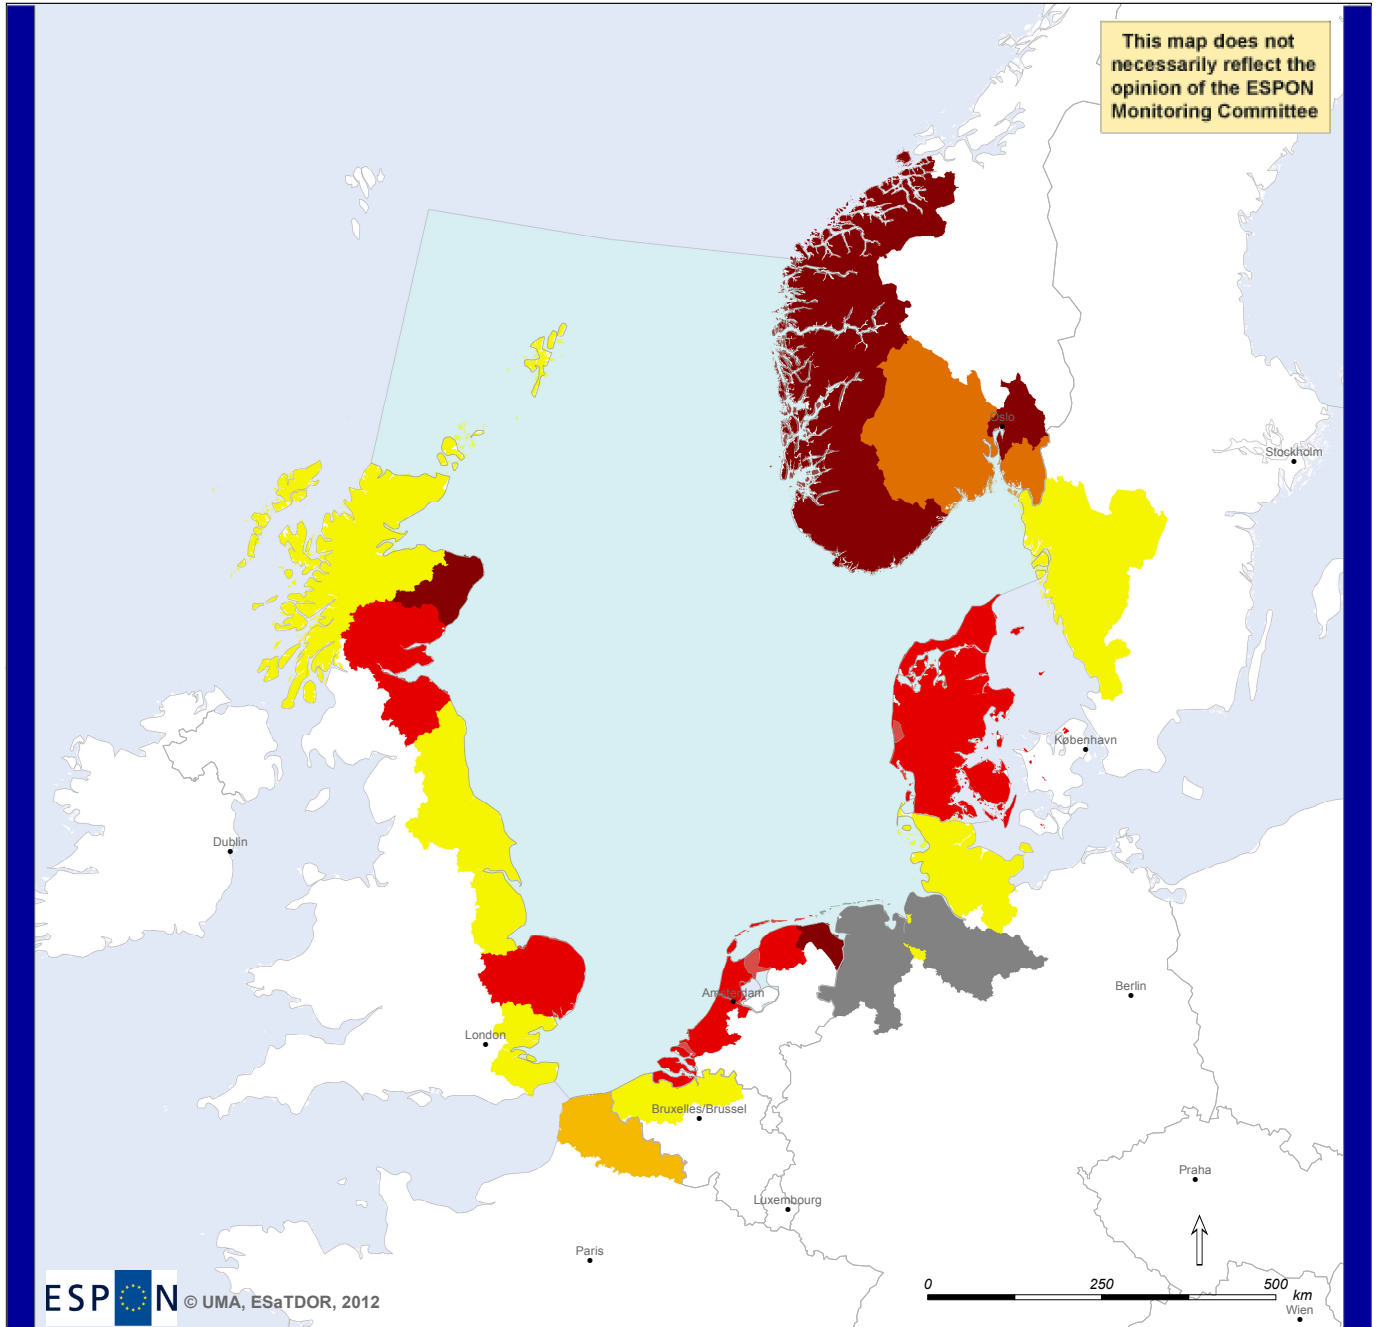 This map does not
necessarily reflect the
opinion of the ESPON
Monitoring Committee
Oslo
Stockholm
København
Dublin
Amsterdam
Berlin
London
Bruxelles/Brussel
Praha
Luxembourg
Paris
0 250 500
km
Wien
ESPON © UMA, ESaTDOR, 2012